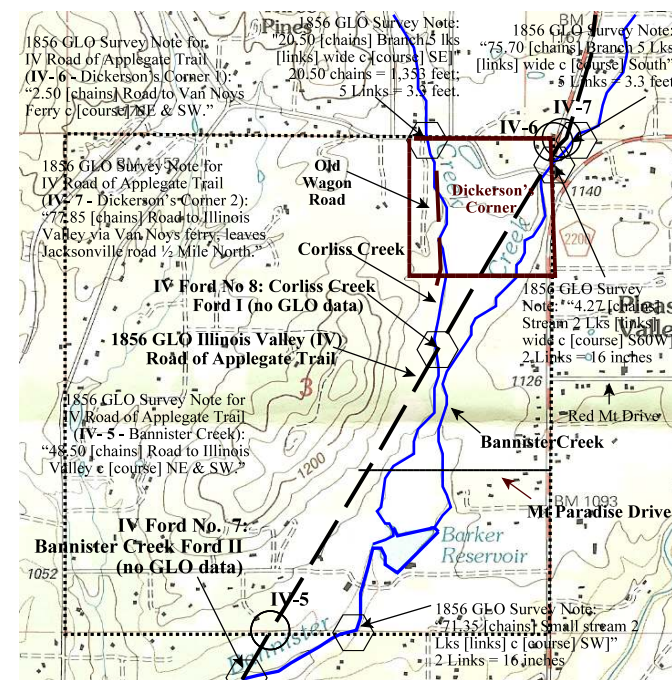 1856 GLO Survey Note for
IV Road of Applegate Trail
(IV- 6 - Dickerson's Corner 1):
"2.50 [chains] Road to Van Noys
Ferry c [course] NE & SW."
Pines
1856 GLO Survey Note:
"20.50 [chains] Branch 5 lks
[links] wide c [course] SE]
20.50 chains = 1,353 feet;
5 Links = 3.3 feet.
BM
1167
1856 GLO Survey Note:
"75.70 [chains] Branch 5 Lks
[links] wide c [course] South"
5 Links = 3.3 feet.
IV-7
IV-6
BM 1157
1856 GLO Survey Note for
IV Road of Applegate Trail
(IV- 7 - Dickerson's Corner 2):
"77.85 [chains] Road to Illinois
Valley via Van Noys ferry, leaves
Jacksonville road ½ Mile North."
Old
Wagon
Road
Creek
Dickerson's
Corner
Creek
1140
2200
Corliss Creek
IV Ford No 8: Corliss Creek
Ford I (no GLO data)
1856 GLO Illinois Valley (IV)
Road of Applegate Trail
1856 GLO Survey
Note: "4.27 [chains]
Stream 2 Lks [links]
wide c [course] S60W"
2 Links = 16 inches
Valley
3
1126
Red Mt Drive
1856 GLO Survey Note for
IV Road of Applegate Trail
(IV- 5 - Bannister Creek):
"48.50 [chains] Road to Illinois
Valley c [course] NE & SW."
1200
Bannister Creek
BM 1093
Mt Paradise Drive
IV Ford No. 7:
Bannister Creek Ford II
(no GLO data)
Barker
Reservoir
1052
IV-5
Bannister
1856 GLO Survey Note:
"71.35 [chains] Small stream 2
Lks [links] c [course] SW]"
2 Links = 16 inches